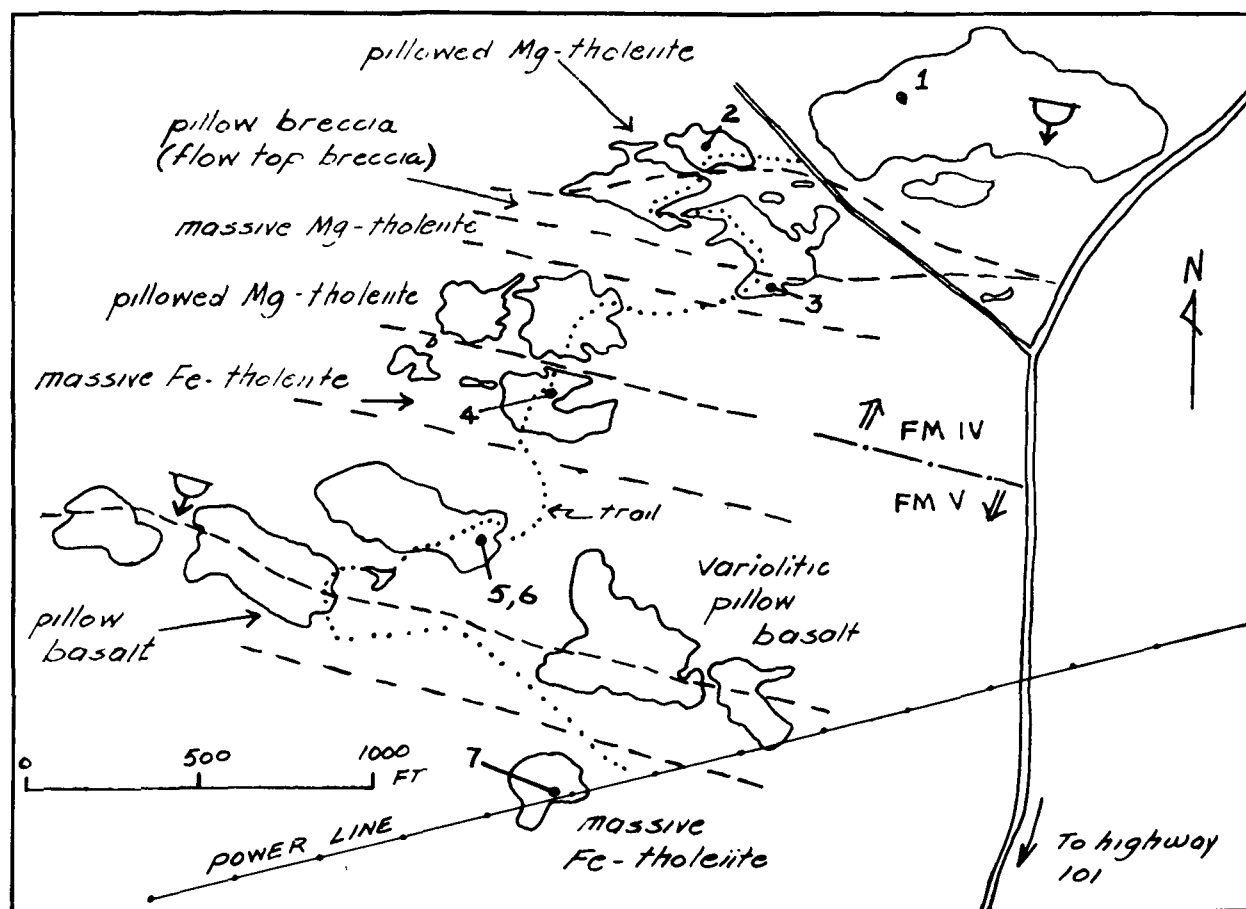 pillowed Mg-tholeiite
1
2
pillow breccia
(flow top breccia)
massive Mg-tholeiite
N
3
pillowed Mg-tholeiite
massive Fe-tholeiite
4
FM IV
FM V
trail
5,6
variolitic
pillow
basalt
pillow
basalt
0 500 1000
FT
7
POWER LINE
massive
Fe-tholeiite
To highway
101